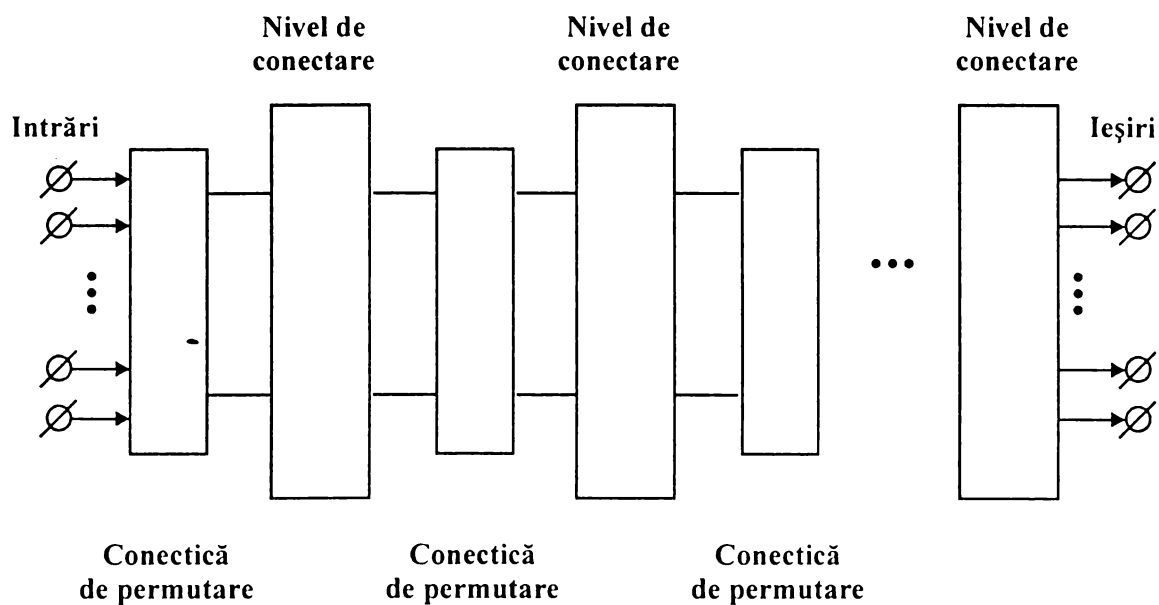 Nivel de
conectare
Nivel de
conectare
Nivel de
conectare
Intrări
Ieşiri
Conectică
de permutare
Conectică
de permutare
Conectică
de permutare